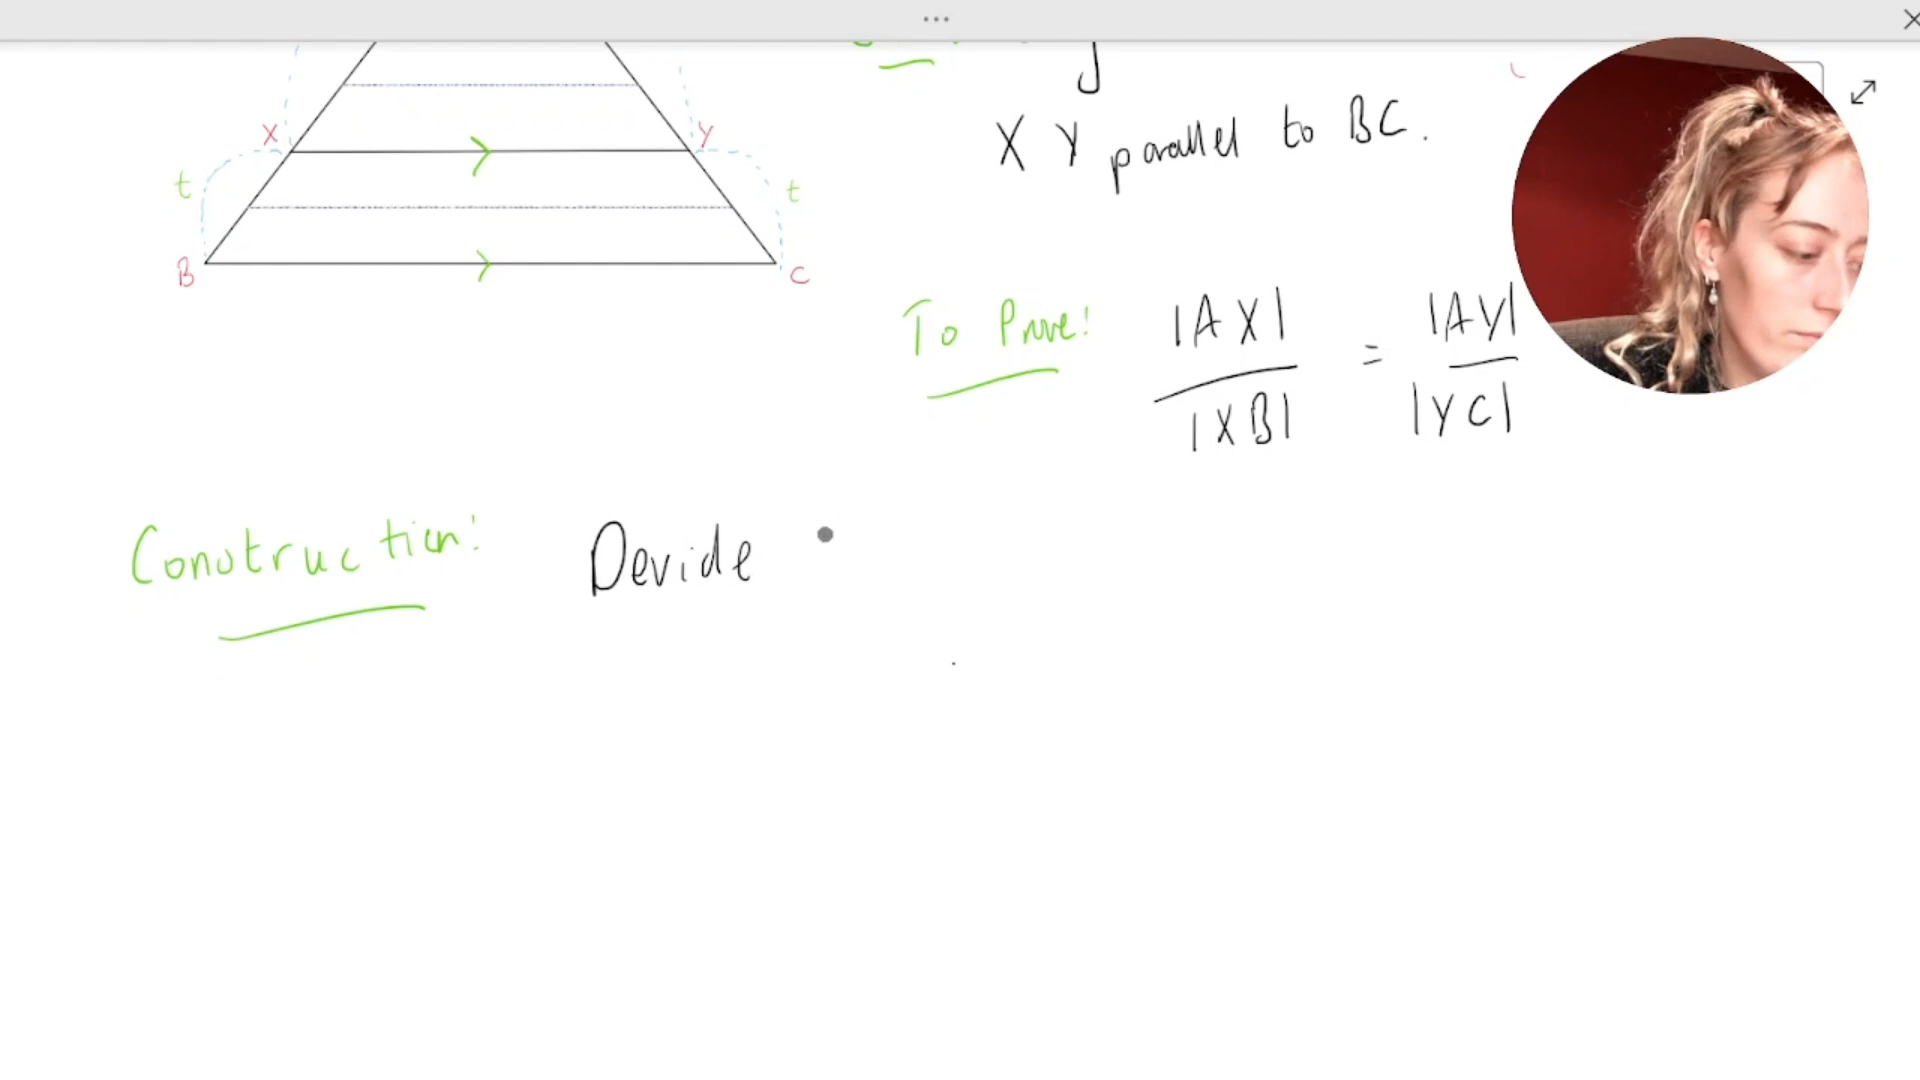 X Y
t t
B C
X Y parallel to BC.
To Prove: |AX| / |XB| = |AY| / |YC|
Construction: Devide